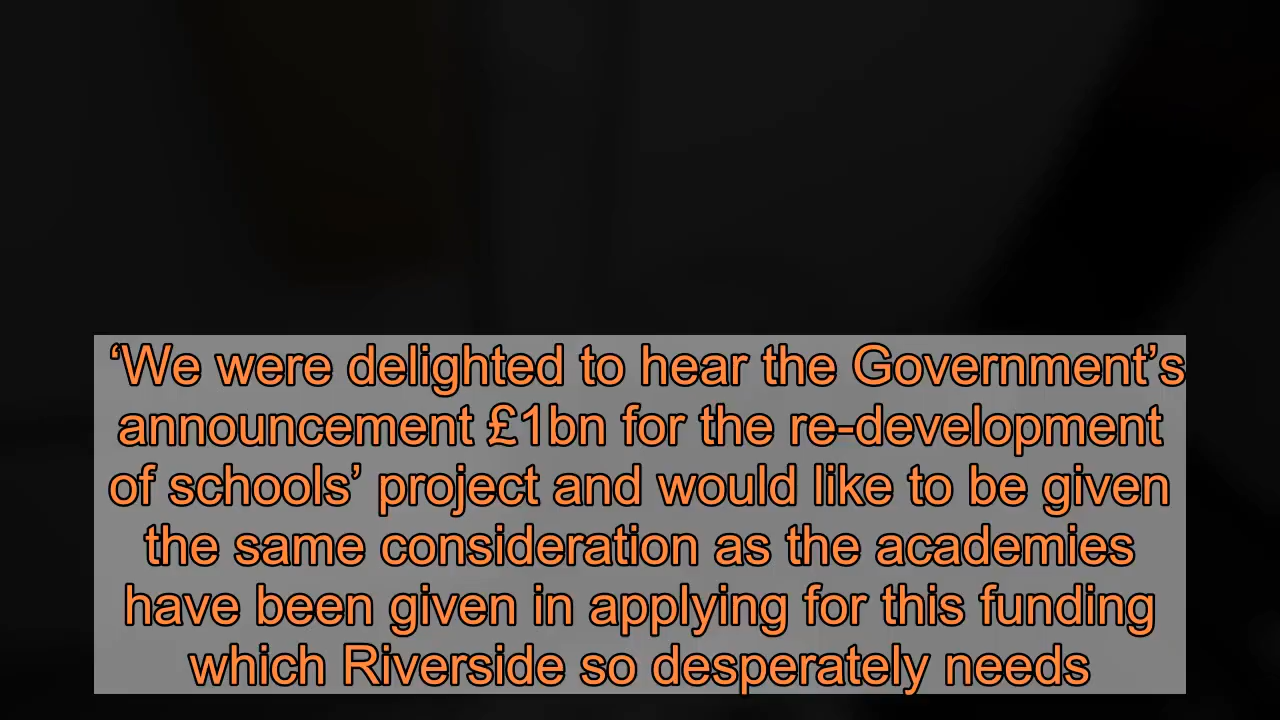 ‘We were delighted to hear the Government’s
announcement £1bn for the re-development
of schools’ project and would like to be given
the same consideration as the academies
have been given in applying for this funding
which Riverside so desperately needs